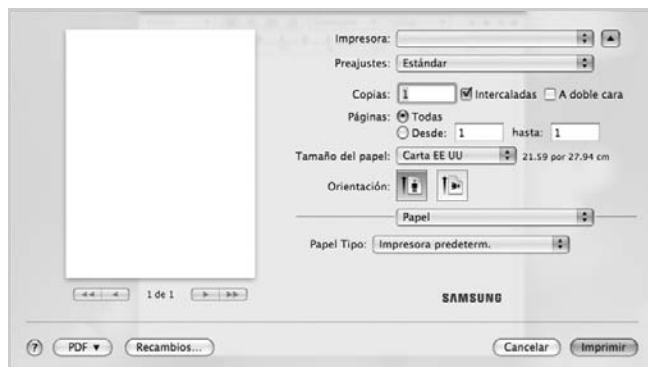 Impresora:
Preajustes: Estándar
Copias: 1 Intercaladas A doble cara
Páginas: Todas
Desde: 1 hasta: 1
Tamaño del papel: Carta EE UU 21.59 por 27.94 cm
Orientación:
Papel
Papel Tipo: Impresora predeterm.
1 de 1
SAMSUNG
? PDF ▼ Recambios... Cancelar Imprimir